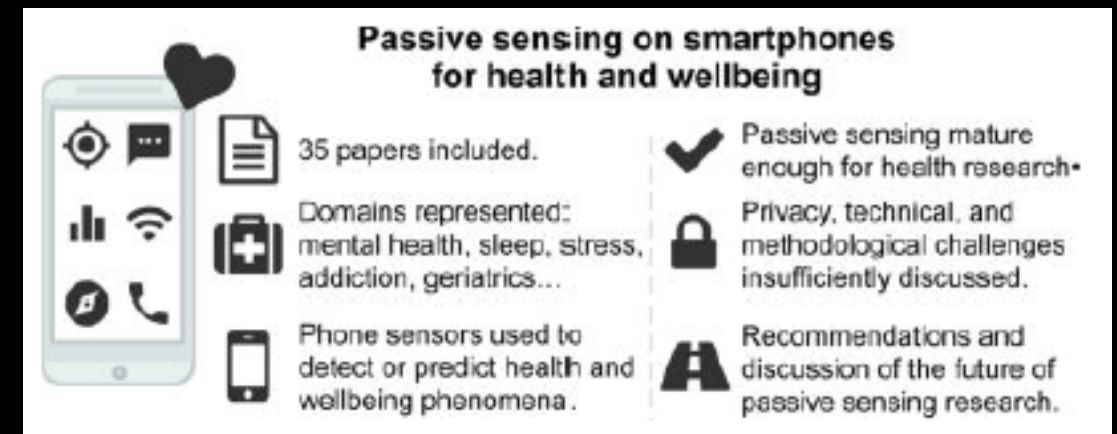 Passive sensing on smartphones
for health and wellbeing
35 papers included.
Domains represented:
mental health, sleep, stress,
addiction, geriatrics...
Phone sensors used to
detect or predict health and
wellbeing phenomena.
Passive sensing mature
enough for health research•
Privacy, technical, and
methodological challenges
insufficiently discussed.
Recommendations and
discussion of the future of
passive sensing research.